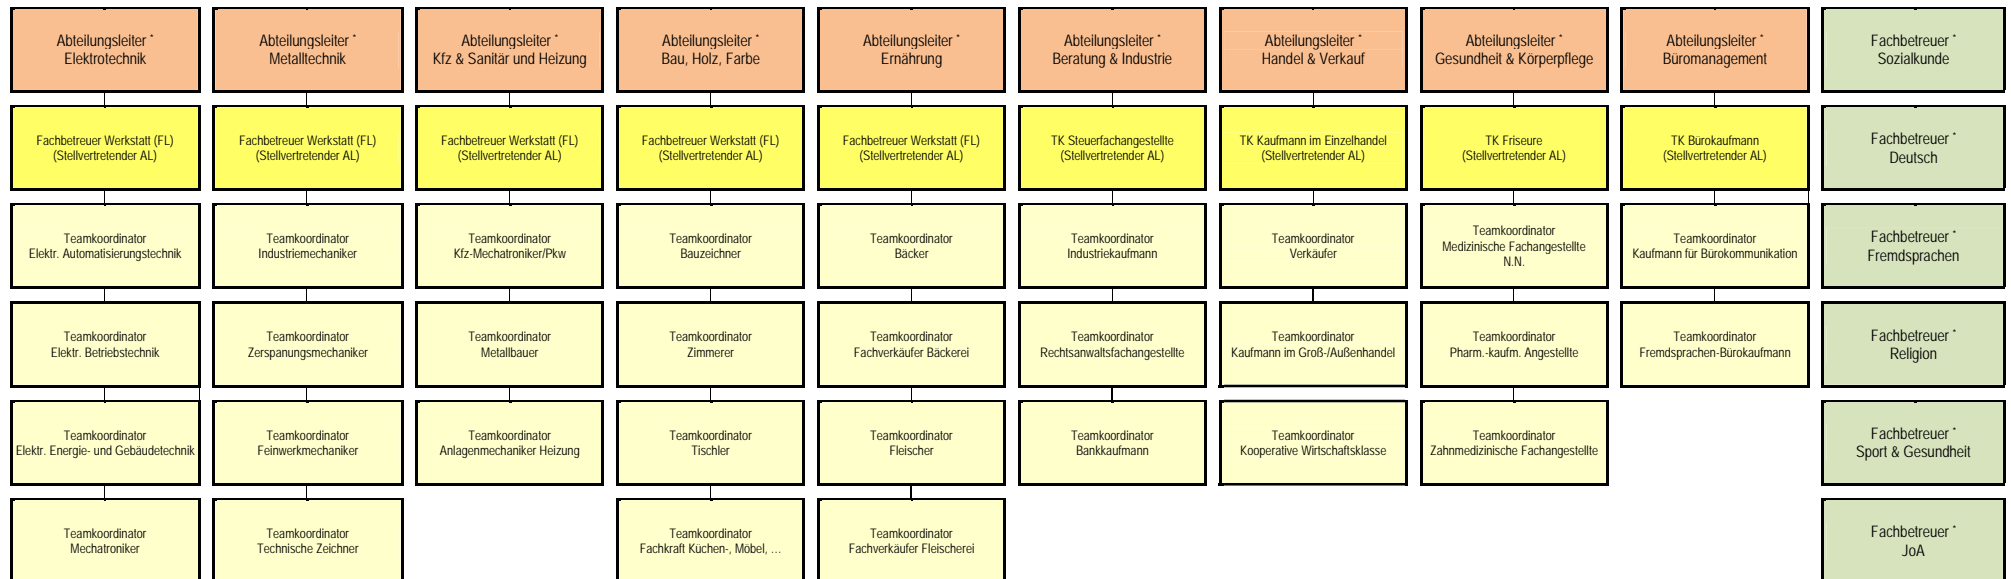 Abteilungsleiter *
Elektrotechnik
Abteilungsleiter *
Metalltechnik
Abteilungsleiter *
Kfz & Sanitär und Heizung
Abteilungsleiter *
Bau, Holz, Farbe
Abteilungsleiter *
Ernährung
Abteilungsleiter *
Beratung & Industrie
Abteilungsleiter *
Handel & Verkauf
Abteilungsleiter *
Gesundheit & Körperpflege
Abteilungsleiter *
Büromanagement
Fachbetreuer *
Sozialkunde
Fachbetreuer Werkstatt (FL)
(Stellvertretender AL)
Fachbetreuer Werkstatt (FL)
(Stellvertretender AL)
Fachbetreuer Werkstatt (FL)
(Stellvertretender AL)
Fachbetreuer Werkstatt (FL)
(Stellvertretender AL)
Fachbetreuer Werkstatt (FL)
(Stellvertretender AL)
TK Steuerfachangestellte
(Stellvertretender AL)
TK Kaufmann im Einzelhandel
(Stellvertretender AL)
TK Friseure
(Stellvertretender AL)
TK Bürokaufmann
(Stellvertretender AL)
Fachbetreuer *
Deutsch
Teamkoordinator
Elektr. Automatisierungstechnik
Teamkoordinator
Industriemechaniker
Teamkoordinator
Kfz-Mechatroniker/Pkw
Teamkoordinator
Bauzeichner
Teamkoordinator
Bäcker
Teamkoordinator
Industriekaufmann
Teamkoordinator
Verkäufer
Teamkoordinator
Medizinische Fachangestellte
N.N.
Teamkoordinator
Kaufmann für Bürokommunikation
Fachbetreuer *
Fremdsprachen
Teamkoordinator
Elektr. Betriebstechnik
Teamkoordinator
Zerspanungsmechaniker
Teamkoordinator
Metallbauer
Teamkoordinator
Zimmerer
Teamkoordinator
Fachverkäufer Bäckerei
Teamkoordinator
Rechtsanwaltsfachangestellte
Teamkoordinator
Kaufmann im Groß-/Außenhandel
Teamkoordinator
Pharm.-kaufm. Angestellte
Teamkoordinator
Fremdsprachen-Bürokaufmann
Fachbetreuer *
Religion
Teamkoordinator
Elektr. Energie- und Gebäudetechnik
Teamkoordinator
Feinwerkmechaniker
Teamkoordinator
Anlagenmechaniker Heizung
Teamkoordinator
Tischler
Teamkoordinator
Fleischer
Teamkoordinator
Bankkaufmann
Teamkoordinator
Kooperative Wirtschaftsklasse
Teamkoordinator
Zahnmedizinische Fachangestellte
Fachbetreuer *
Sport & Gesundheit
Teamkoordinator
Mechatroniker
Teamkoordinator
Technische Zeichner
Teamkoordinator
Fachkraft Küchen-, Möbel, ...
Teamkoordinator
Fachverkäufer Fleischerei
Fachbetreuer *
JoA